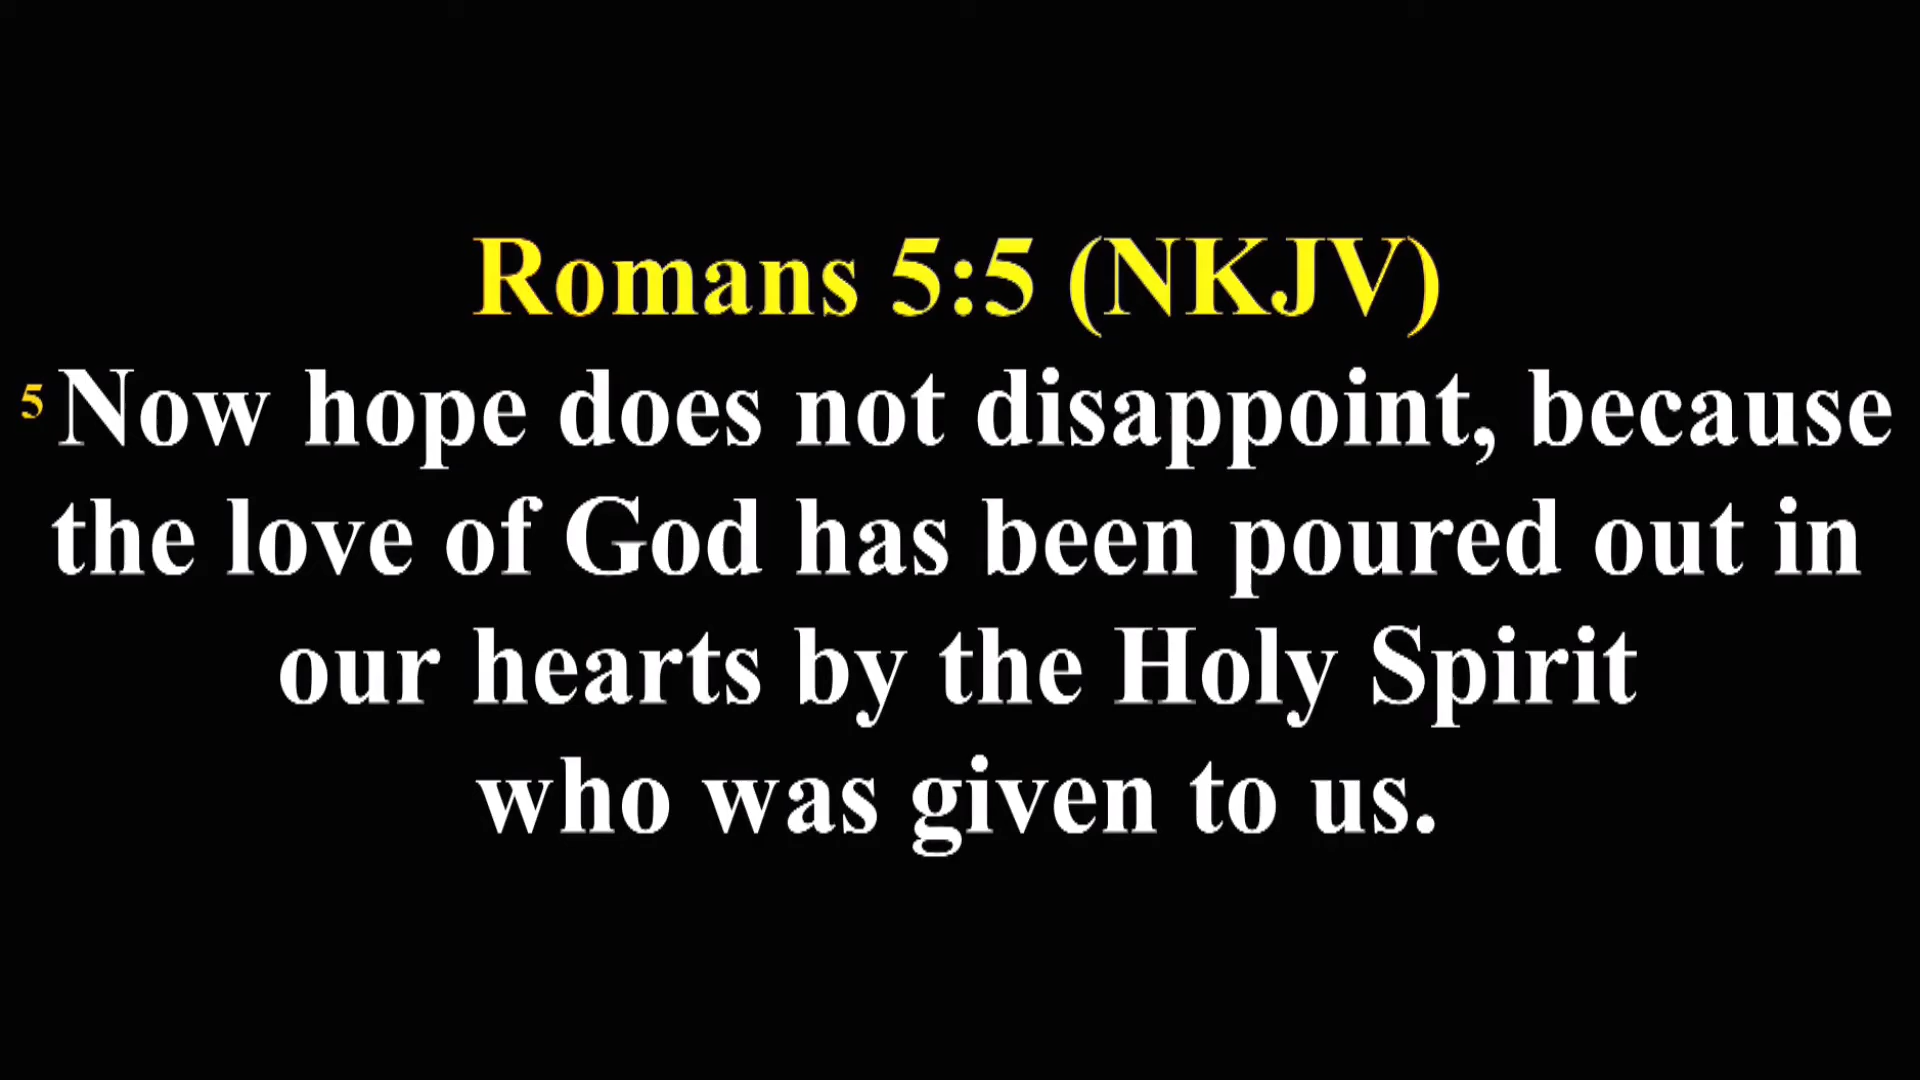 Romans 5:5 (NKJV)
5 Now hope does not disappoint, because
the love of God has been poured out in
our hearts by the Holy Spirit
who was given to us.